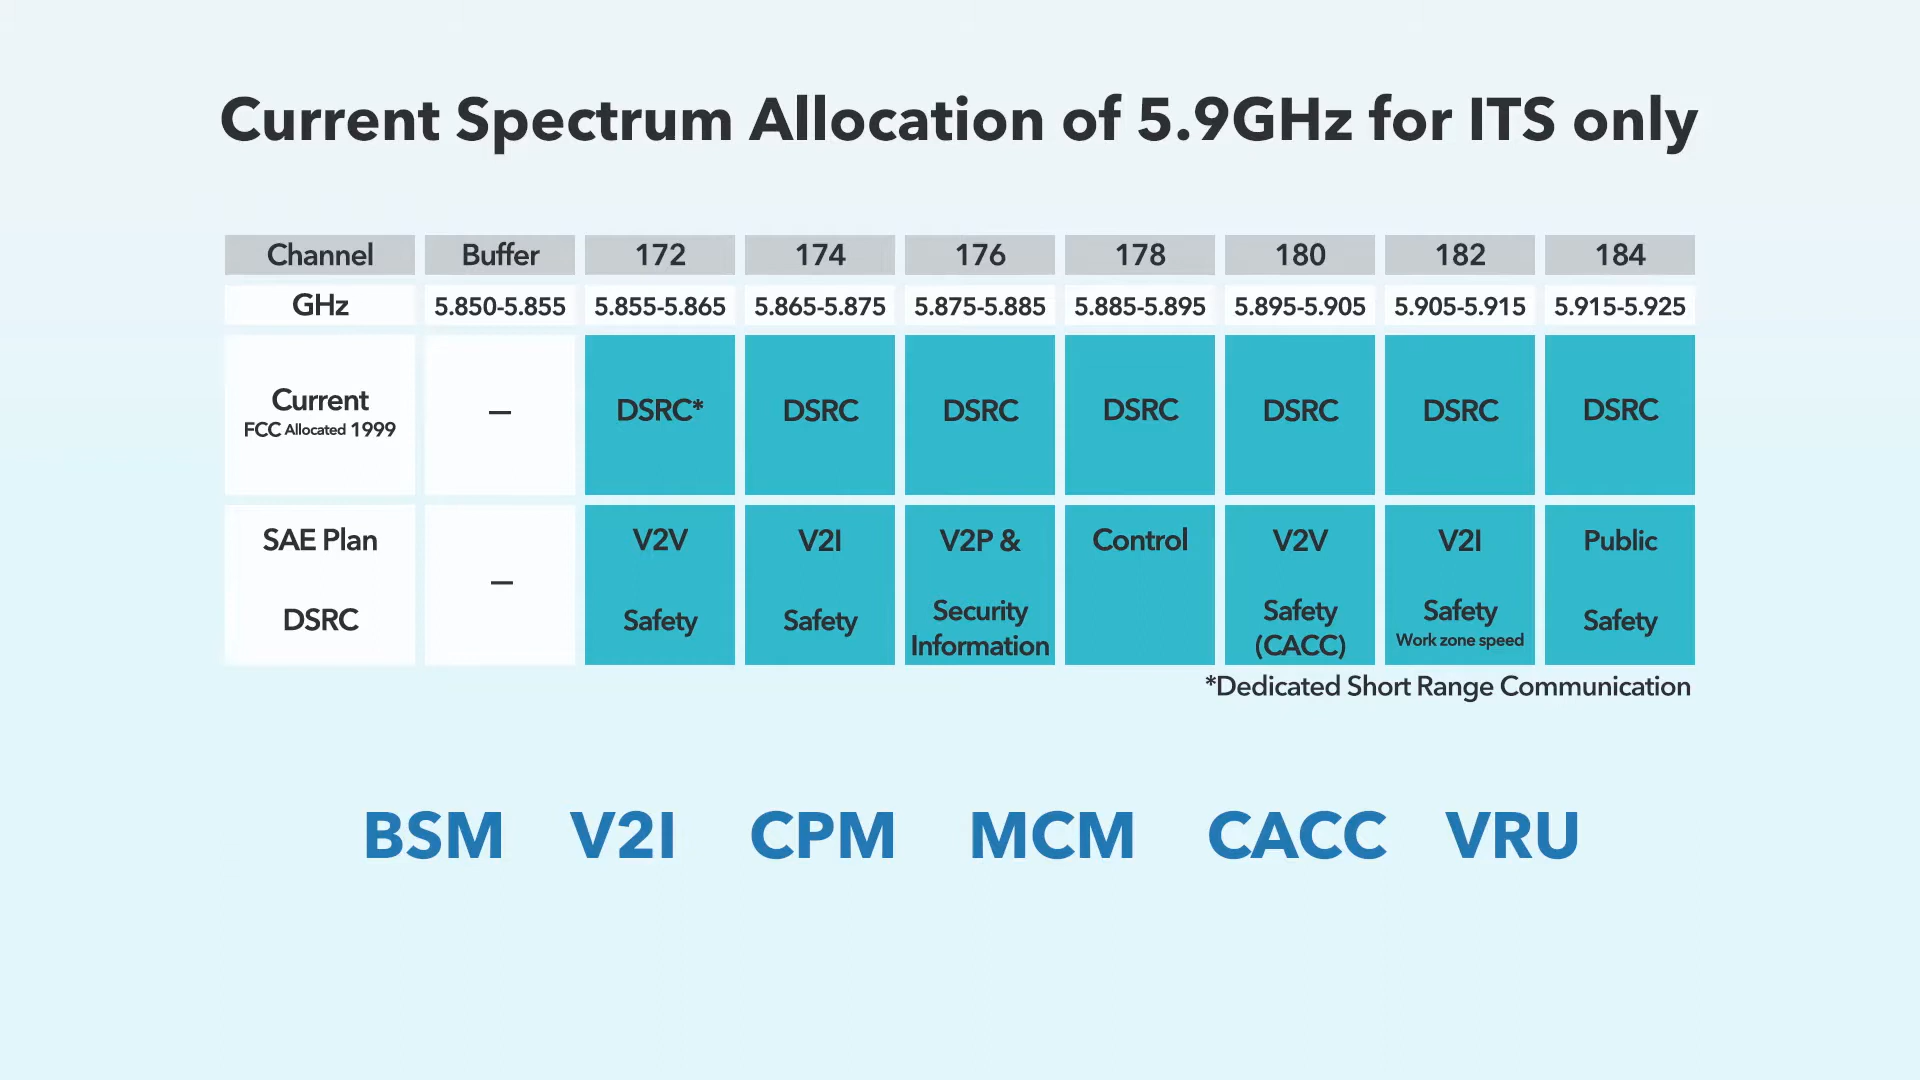 Current Spectrum Allocation of 5.9GHz for ITS only
Channel Buffer 172 174 176 178 180 182 184
GHz 5.850-5.855 5.855-5.865 5.865-5.875 5.875-5.885 5.885-5.895 5.895-5.905 5.905-5.915 5.915-5.925
Current – DSRC* DSRC DSRC DSRC DSRC DSRC DSRC
FCC Allocated 1999
SAE Plan – V2V V2I V2P & Control V2V V2I Public
DSRC Safety Safety Security Safety Safety Safety
Information (CACC) Work zone speed
*Dedicated Short Range Communication
BSM V2I CPM MCM CACC VRU